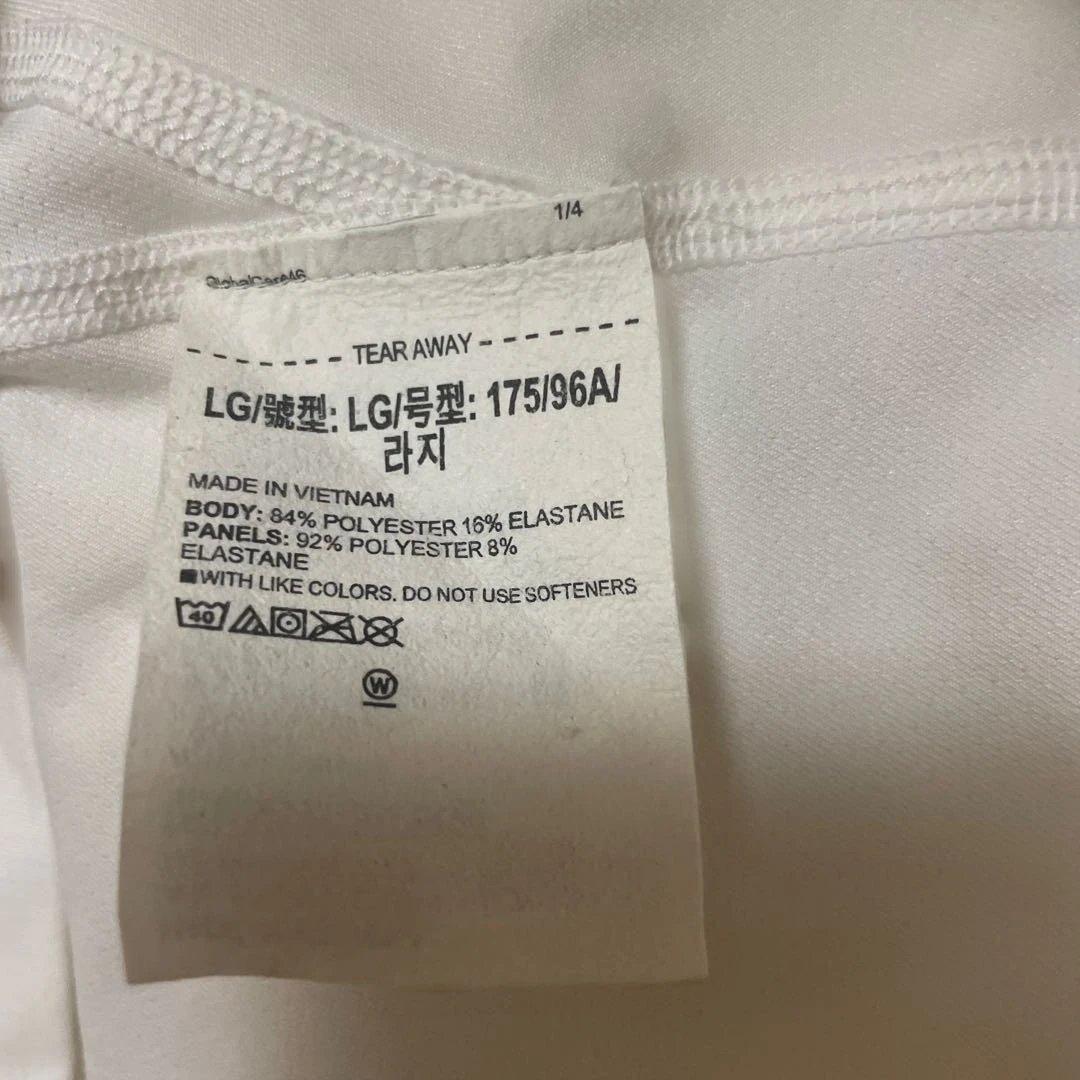 1/4
GlobalCare46
TEAR AWAY
LG/號型: LG/号型: 175/96A/
라지
MADE IN VIETNAM
BODY: 84% POLYESTER 16% ELASTANE
PANELS: 92% POLYESTER 8%
ELASTANE
■WITH LIKE COLORS. DO NOT USE SOFTENERS
40
W